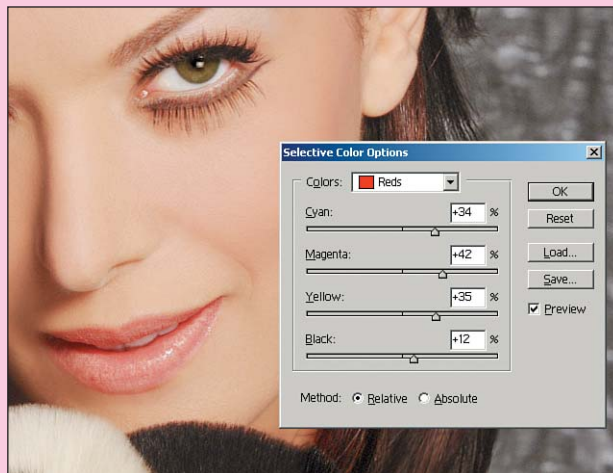 Selective Color Options
Colors: Reds
Cyan: +34 %
Magenta: +42 %
Yellow: +35 %
Black: +12 %
Method: Relative Absolute
OK
Reset
Load...
Save...
Preview